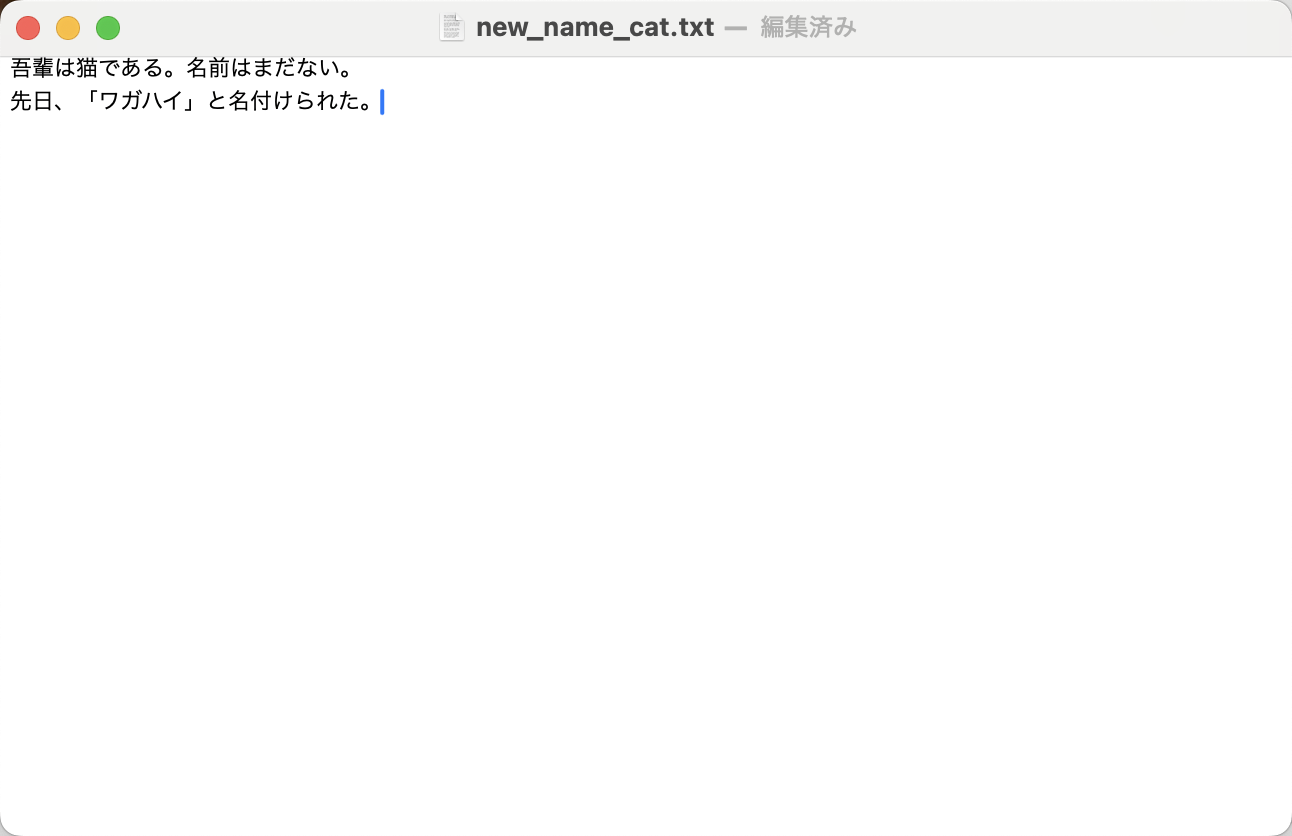 new_name_cat.txt — 編集済み
吾輩は猫である。名前はまだない。
先日、「ワガハイ」と名付けられた。